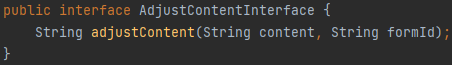 public interface AdjustContentInterface {
    String adjustContent(String content, String formId);
}